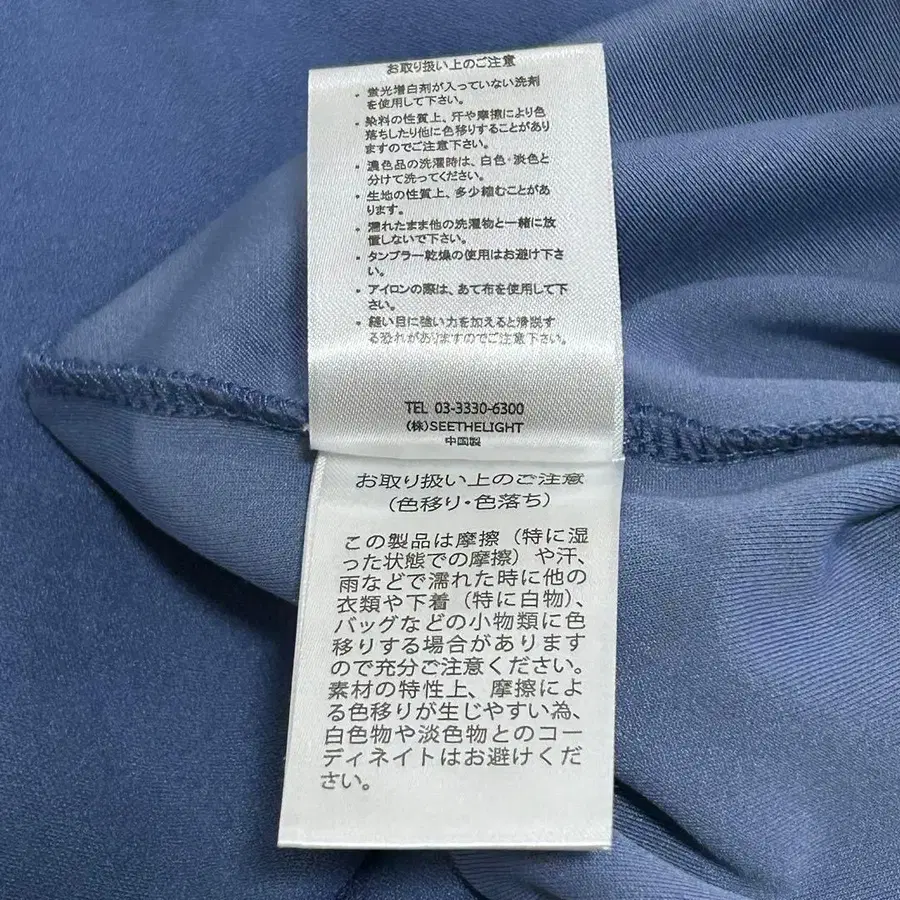 お取り扱い上のご注意
・蛍光増白剤が入っていない洗剤
を使用して下さい。
・染料の性質上、汗や摩擦により色
落ちしたり他に色移りすることがあり
ますのでご注意下さい。
・濃色品の洗濯時は、白色・淡色と
分けて洗ってください。
・生地の性質上、多少縮むことがあ
ります。
・濡れたまま他の洗濯物と一緒に放
置しないで下さい。
・タンブラー乾燥の使用はお避け下さ
い。
・アイロンの際は、あて布を使用して下
さい。
・縫い目に強い力を加えると滑脱す
る恐れがありますのでご注意下さい。
TEL 03-3330-6300
(株)SEETHELIGHT
中国製
お取り扱い上のご注意
(色移り・色落ち)
この製品は摩擦(特に湿
った状態での摩擦)や汗、
雨などで濡れた時に他の
衣類や下着(特に白物)、
バッグなどの小物類に色
移りする場合があります
ので充分ご注意ください。
素材の特性上、摩擦によ
る色移りが生じやすい為、
白色物や淡色物とのコー
ディネイトはお避けくだ
さい。